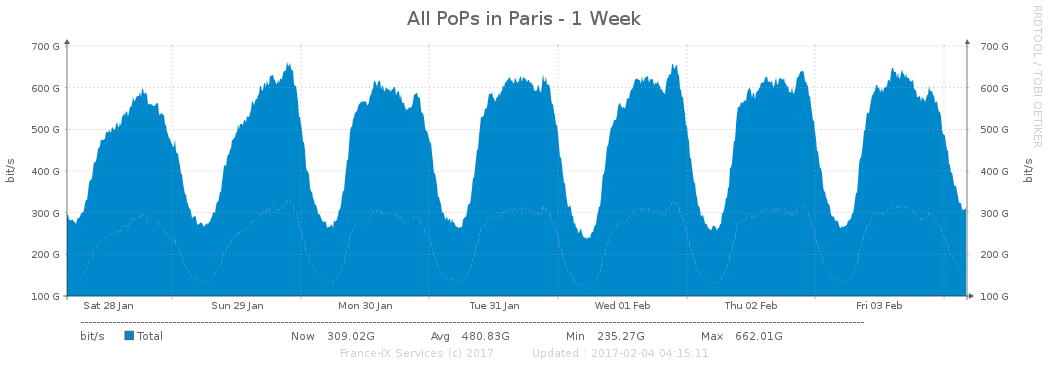 All PoPs in Paris - 1 Week
RRDTOOL / TOBI OETIKER
700 G 700 G
600 G 600 G
500 G 500 G
400 G 400 G
300 G 300 G
200 G 200 G
100 G 100 G
bit/s bit/s
Sat 28 Jan Sun 29 Jan Mon 30 Jan Tue 31 Jan Wed 01 Feb Thu 02 Feb Fri 03 Feb
bit/s Total Now 309.02G Avg 480.83G Min 235.27G Max 662.01G
France-IX Services (c) 2017 Updated : 2017-02-04 04:15:11